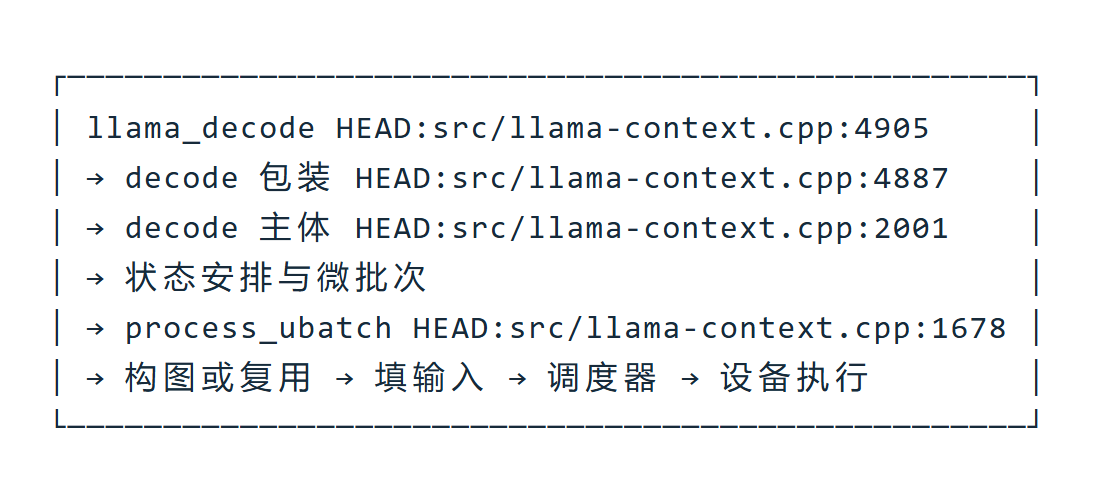 llama_decode HEAD:src/llama-context.cpp:4905
→ decode 包装 HEAD:src/llama-context.cpp:4887
→ decode 主体 HEAD:src/llama-context.cpp:2001
→ 状态安排与微批次
→ process_ubatch HEAD:src/llama-context.cpp:1678
→ 构图或复用 → 填输入 → 调度器 → 设备执行